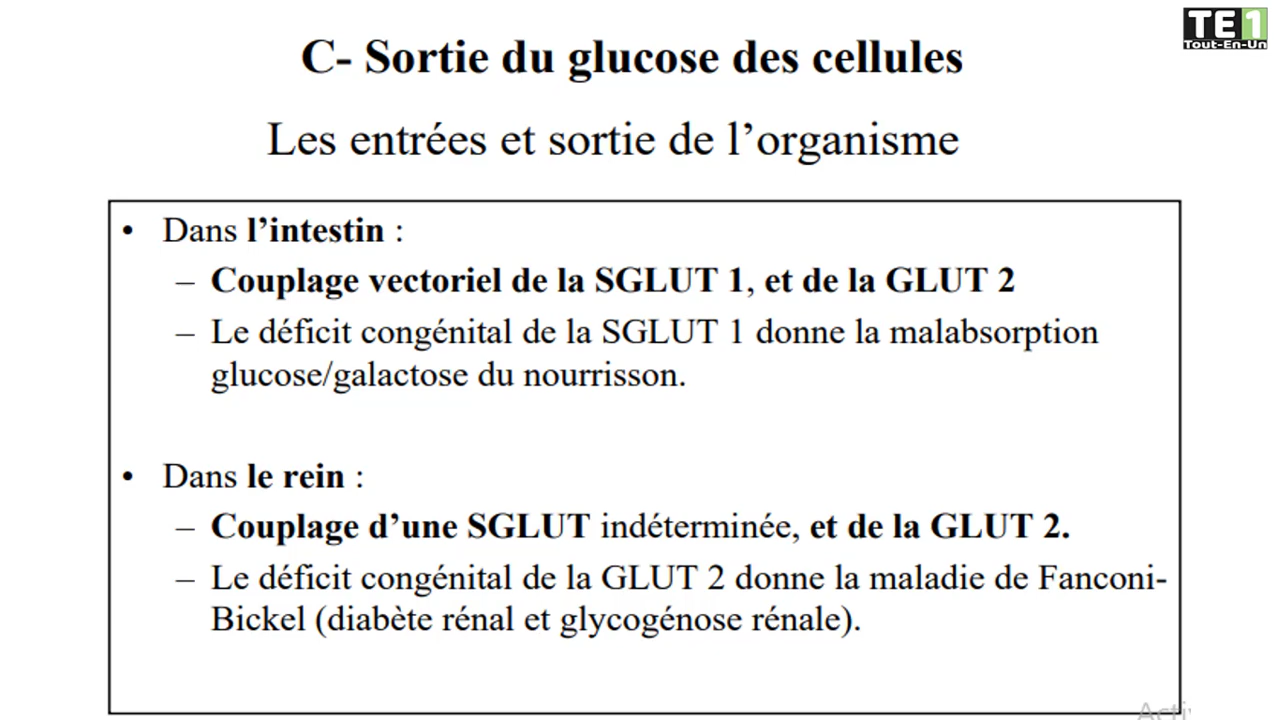 TE1
Tout-En-Un
C- Sortie du glucose des cellules
Les entrées et sortie de l’organisme
• Dans l’intestin :
– Couplage vectoriel de la SGLUT 1, et de la GLUT 2
– Le déficit congénital de la SGLUT 1 donne la malabsorption
glucose/galactose du nourrisson.
• Dans le rein :
– Couplage d’une SGLUT indéterminée, et de la GLUT 2.
– Le déficit congénital de la GLUT 2 donne la maladie de Fanconi-
Bickel (diabète rénal et glycogénose rénale).